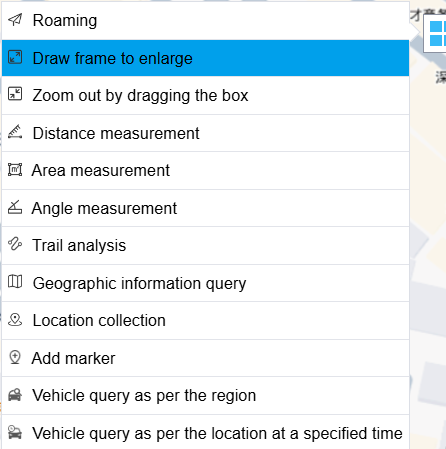 Roaming
Draw frame to enlarge
Zoom out by dragging the box
Distance measurement
Area measurement
Angle measurement
Trail analysis
Geographic information query
Location collection
Add marker
Vehicle query as per the region
Vehicle query as per the location at a specified time